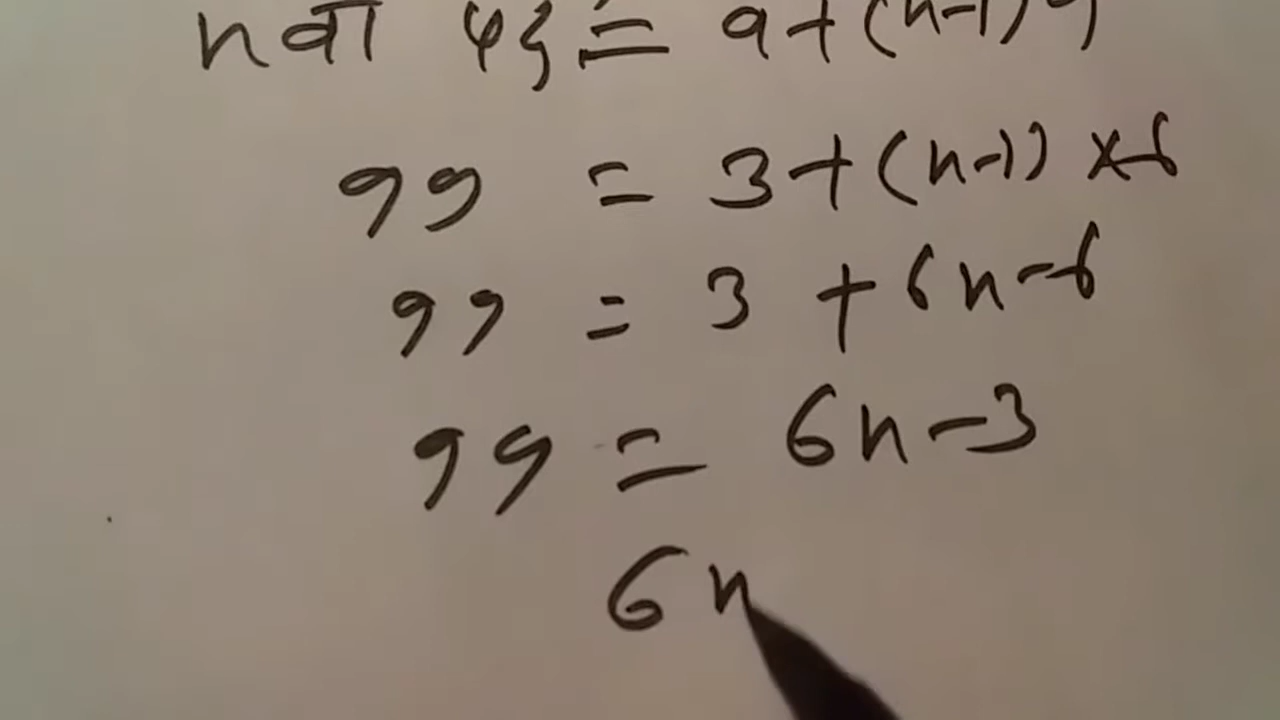 nवा पद = a+(n-1)d
99 = 3+(n-1)×6
99 = 3 + 6n-6
99 = 6n-3
6n